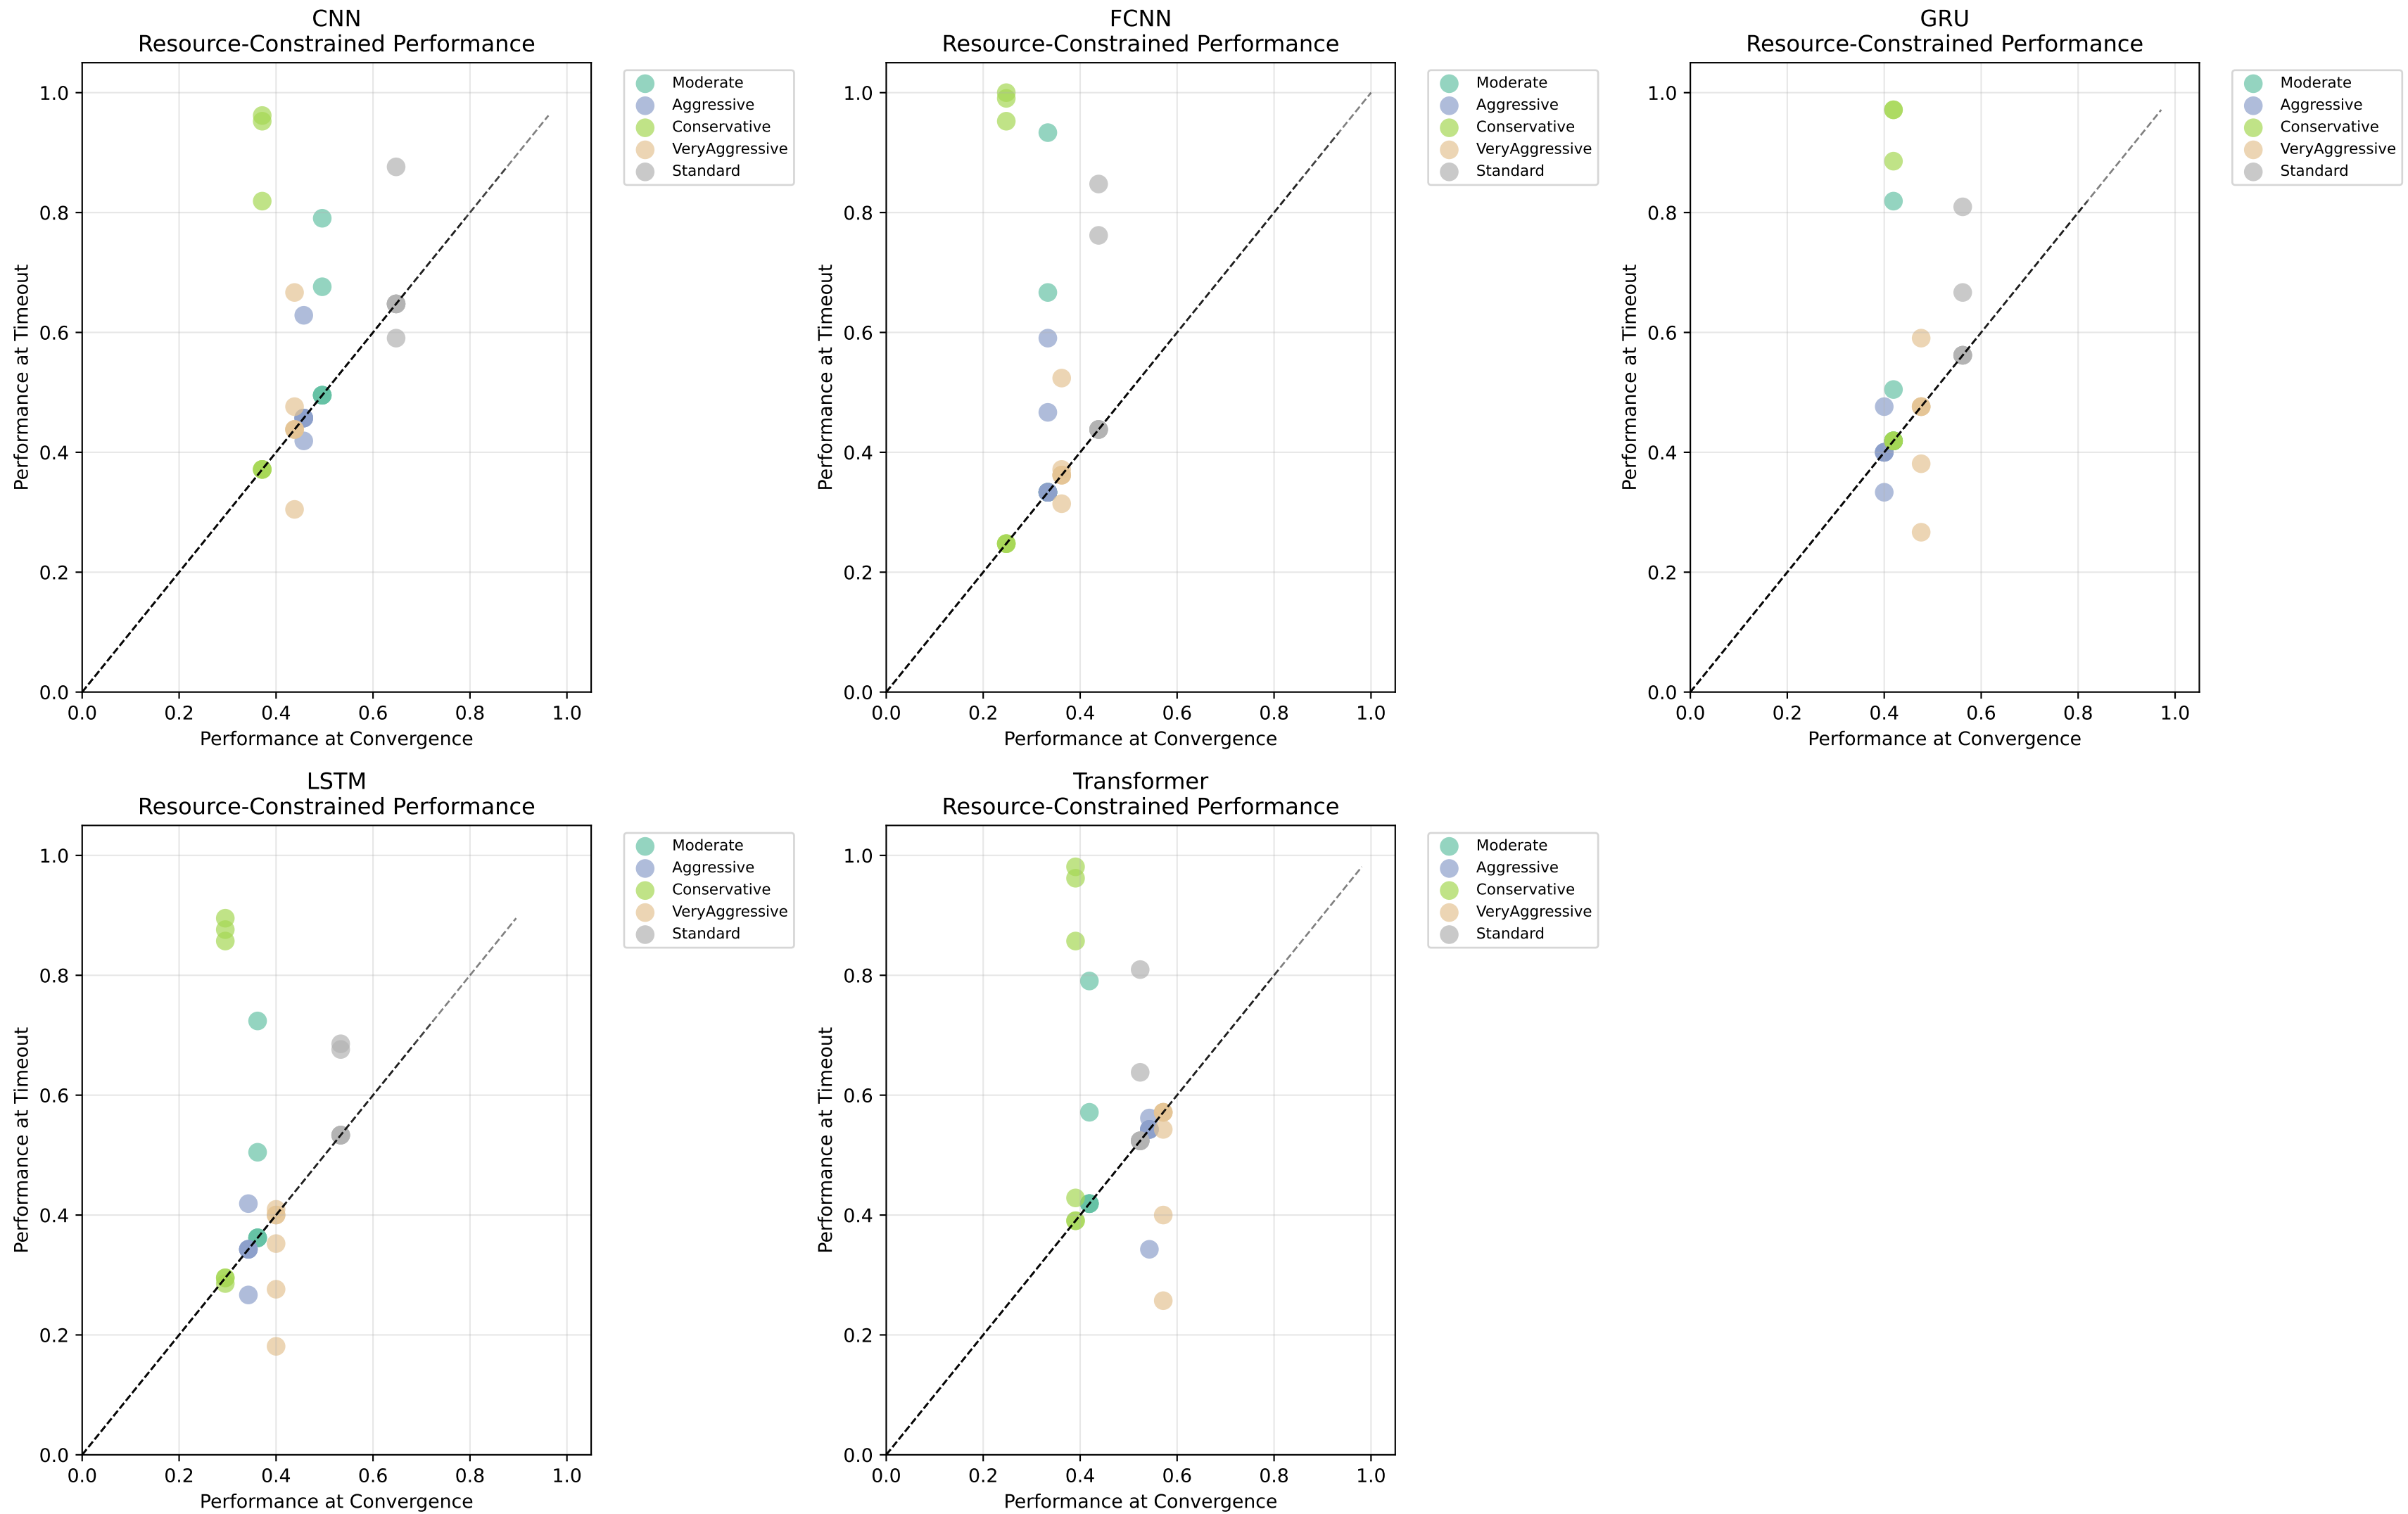 CNN
Resource-Constrained Performance
Performance at Timeout
1.0
0.8
0.6
0.4
0.2
0.0
0.0 0.2 0.4 0.6 0.8 1.0
Performance at Convergence
Moderate
Aggressive
Conservative
VeryAggressive
Standard
FCNN
Resource-Constrained Performance
Performance at Timeout
1.0
0.8
0.6
0.4
0.2
0.0
0.0 0.2 0.4 0.6 0.8 1.0
Performance at Convergence
Moderate
Aggressive
Conservative
VeryAggressive
Standard
GRU
Resource-Constrained Performance
Performance at Timeout
1.0
0.8
0.6
0.4
0.2
0.0
0.0 0.2 0.4 0.6 0.8 1.0
Performance at Convergence
Moderate
Aggressive
Conservative
VeryAggressive
Standard
LSTM
Resource-Constrained Performance
Performance at Timeout
1.0
0.8
0.6
0.4
0.2
0.0
0.0 0.2 0.4 0.6 0.8 1.0
Performance at Convergence
Moderate
Aggressive
Conservative
VeryAggressive
Standard
Transformer
Resource-Constrained Performance
Performance at Timeout
1.0
0.8
0.6
0.4
0.2
0.0
0.0 0.2 0.4 0.6 0.8 1.0
Performance at Convergence
Moderate
Aggressive
Conservative
VeryAggressive
Standard